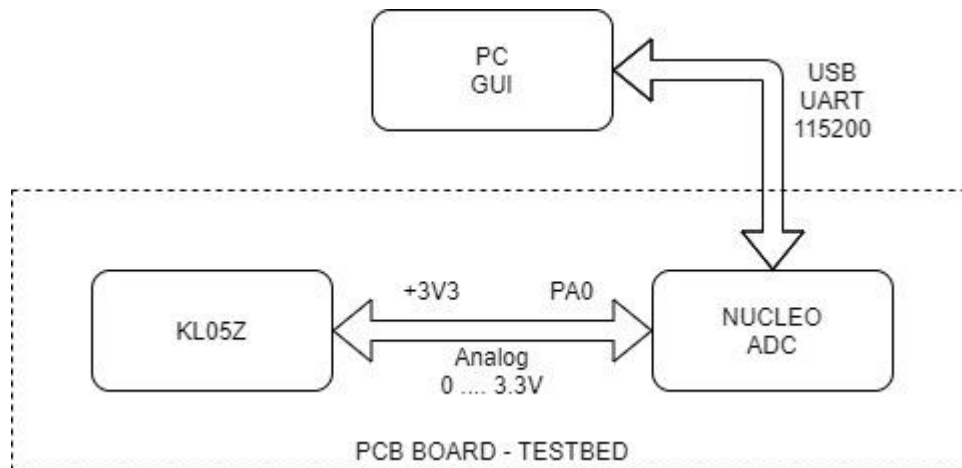 PC
GUI
USB
UART
115200
KL05Z
+3V3
PA0
Analog
0 .... 3.3V
NUCLEO
ADC
PCB BOARD - TESTBED